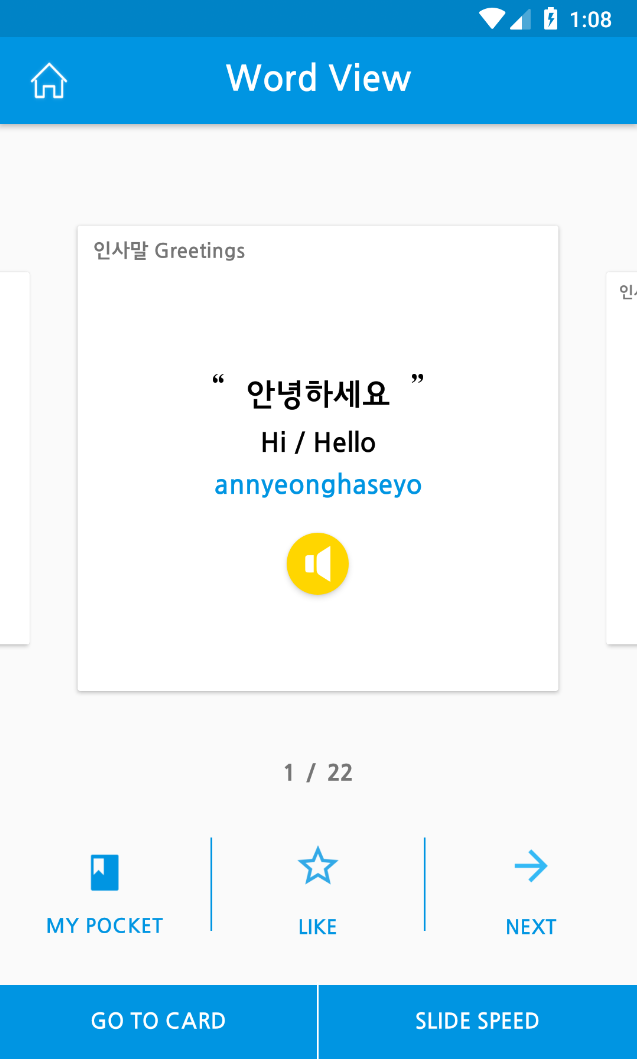 1:08
Word View
인사말 Greetings
인사
“ 안녕하세요 ”
Hi / Hello
annyeonghaseyo
1 / 22
MY POCKET
LIKE
NEXT
GO TO CARD
SLIDE SPEED